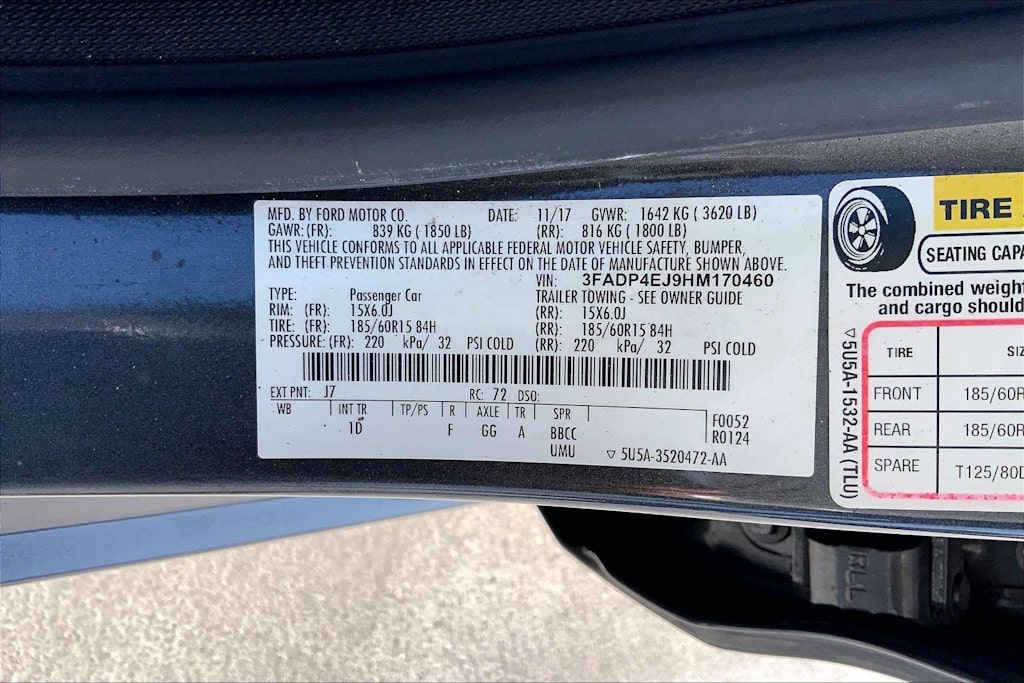 MFD. BY FORD MOTOR CO. DATE: 11/17 GVWR: 1642 KG ( 3620 LB)
GAWR: (FR): 839 KG ( 1850 LB) (RR): 816 KG ( 1800 LB)
THIS VEHICLE CONFORMS TO ALL APPLICABLE FEDERAL MOTOR VEHICLE SAFETY, BUMPER,
AND THEFT PREVENTION STANDARDS IN EFFECT ON THE DATE OF MANUFACTURE SHOWN ABOVE.
VIN: 3FADP4EJ9HM170460
TYPE: Passenger Car TRAILER TOWING - SEE OWNER GUIDE
RIM: (FR): 15X6.0J (RR): 15X6.0J
TIRE: (FR): 185/60R15 84H (RR): 185/60R15 84H
PRESSURE: (FR): 220 kPa/ 32 PSI COLD (RR): 220 kPa/ 32 PSI COLD
EXT PNT: J7 RC: 72 DSO:
WB INT TR TP/PS R AXLE TR SPR F0052
1D F GG A BBCC R0124
UMU ▽ 5U5A-3520472-AA
TIRE
SEATING CAPA
The combined weight
and cargo should
▽ 5U5A-1532-AA (TLU)
TIRE SIZ
FRONT 185/60R
REAR 185/60R
SPARE T125/80D
RLL